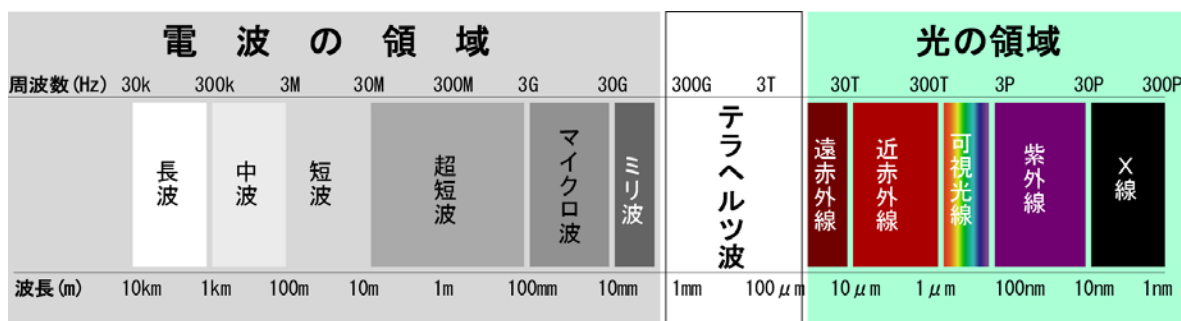 電波の領域
光の領域
周波数(Hz) 30k 300k 3M 30M 300M 3G 30G 300G 3T 30T 300T 3P 30P 300P
長波
中波
短波
超短波
マイクロ波
ミリ波
テラヘルツ波
遠赤外線
近赤外線
可視光線
紫外線
X線
波長(m) 10km 1km 100m 10m 1m 100mm 10mm 1mm 100μm 10μm 1μm 100nm 10nm 1nm